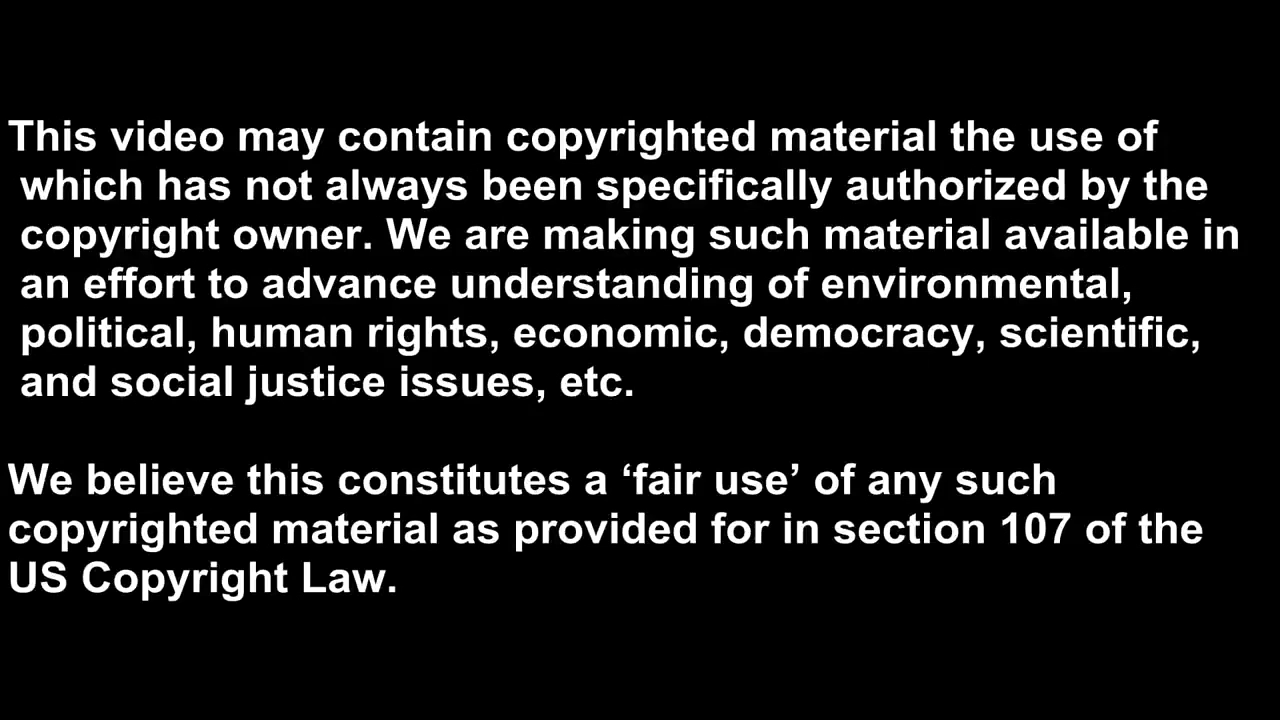 This video may contain copyrighted material the use of
which has not always been specifically authorized by the
copyright owner. We are making such material available in
an effort to advance understanding of environmental,
political, human rights, economic, democracy, scientific,
and social justice issues, etc.
We believe this constitutes a ‘fair use’ of any such
copyrighted material as provided for in section 107 of the
US Copyright Law.